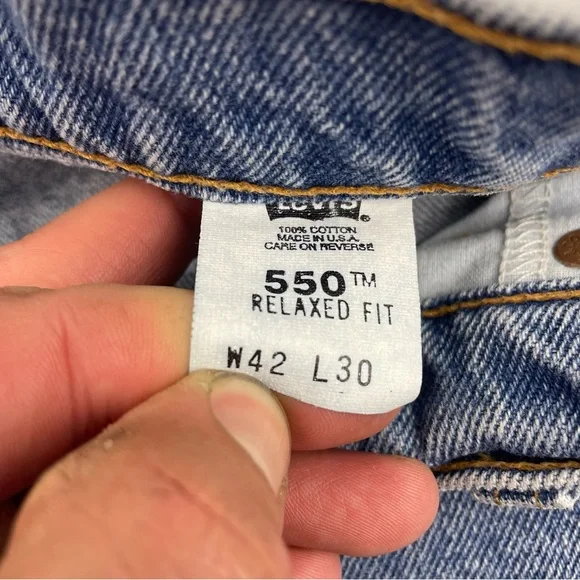 Levi's®
100% COTTON
MADE IN U.S.A.
CARE ON REVERSE
550™
RELAXED FIT
W42 L30